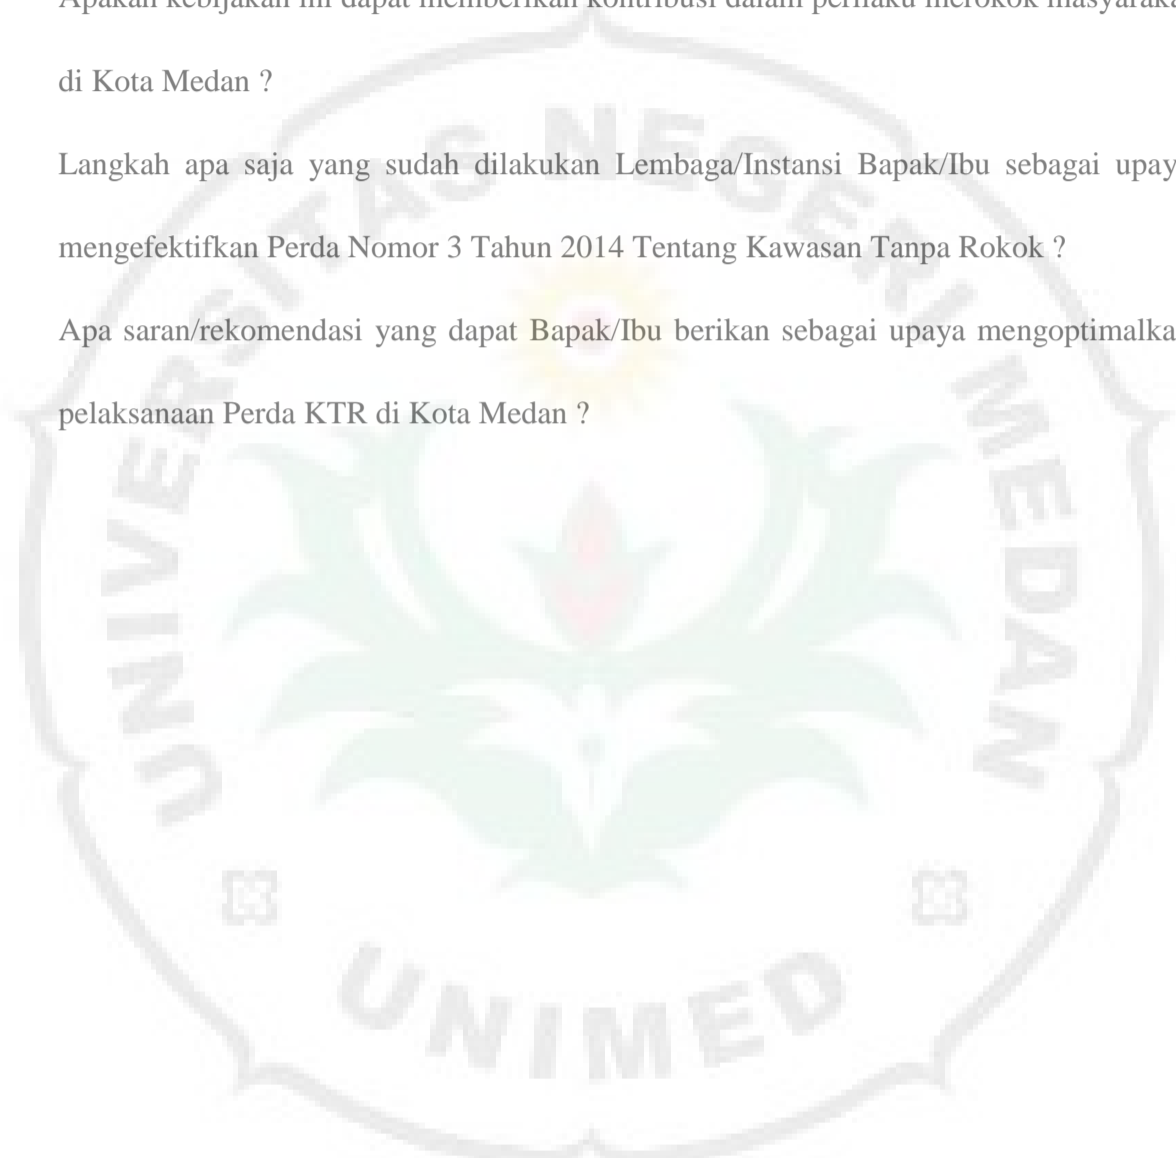 Apakah kebijakan ini dapat memberikan kontribusi dalam perilaku merokok masyaraka
di Kota Medan ?
Langkah apa saja yang sudah dilakukan Lembaga/Instansi Bapak/Ibu sebagai upay
mengefektifkan Perda Nomor 3 Tahun 2014 Tentang Kawasan Tanpa Rokok ?
Apa saran/rekomendasi yang dapat Bapak/Ibu berikan sebagai upaya mengoptimalka
pelaksanaan Perda KTR di Kota Medan ?
UNIVERSITAS NEGERI MEDAN
UNIMED